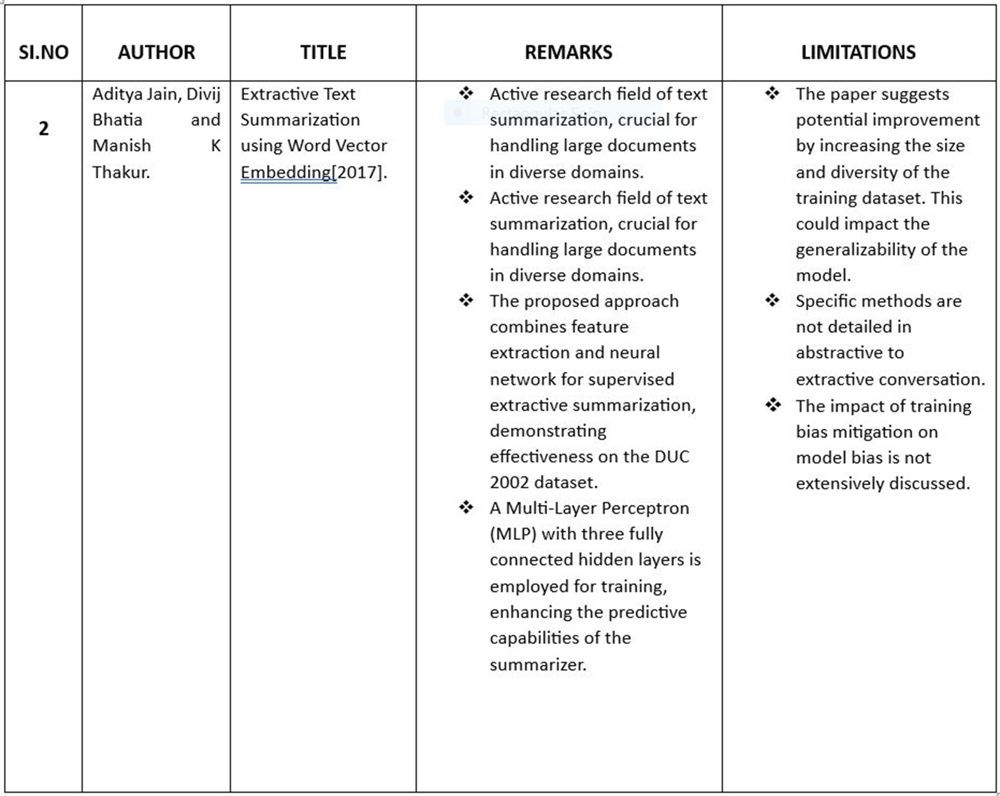 SI.NO
AUTHOR
TITLE
REMARKS
LIMITATIONS
2
Aditya Jain, Divij
Bhatia and
Manish K
Thakur.
Extractive Text
Summarization
using Word Vector
Embedding[2017].
❖ Active research field of text
summarization, crucial for
handling large documents
in diverse domains.
❖ Active research field of text
summarization, crucial for
handling large documents
in diverse domains.
❖ The proposed approach
combines feature
extraction and neural
network for supervised
extractive summarization,
demonstrating
effectiveness on the DUC
2002 dataset.
❖ A Multi-Layer Perceptron
(MLP) with three fully
connected hidden layers is
employed for training,
enhancing the predictive
capabilities of the
summarizer.
❖ The paper suggests
potential improvement
by increasing the size
and diversity of the
training dataset. This
could impact the
generalizability of the
model.
❖ Specific methods are
not detailed in
abstractive to
extractive conversation.
❖ The impact of training
bias mitigation on
model bias is not
extensively discussed.